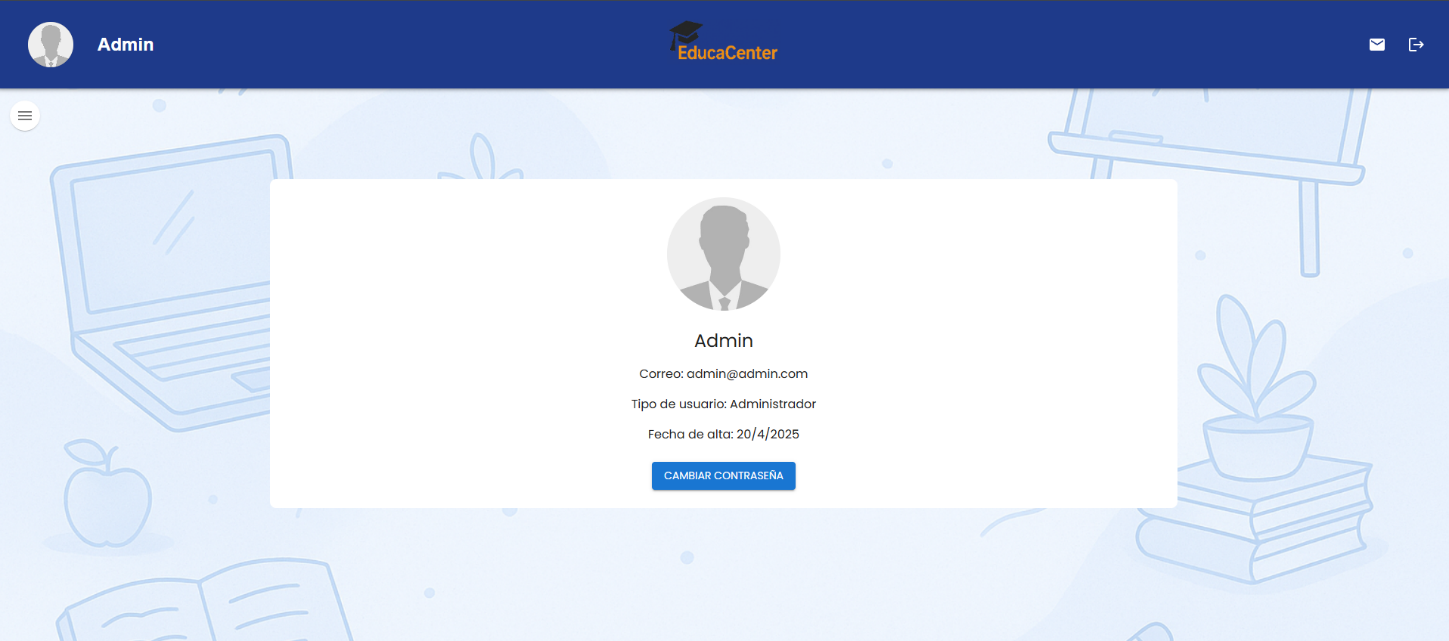 Admin
EducaCenter
Admin
Correo: admin@admin.com
Tipo de usuario: Administrador
Fecha de alta: 20/4/2025
CAMBIAR CONTRASEÑA